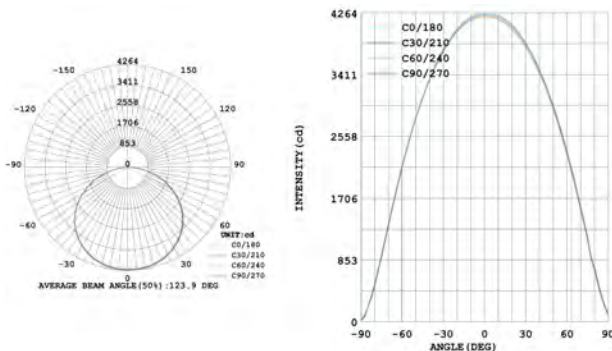 -150
4264
150
3411
-120
2558
120
1706
853
-90
0
90
-60
60
UNIT:cd
-30
30
C0/180
0
C30/210
C60/240
C90/270
AVERAGE BEAM ANGLE(50%):123.9 DEG
4264
C0/180
C30/210
C60/240
C90/270
3411
INTENSITY(cd)
2558
1706
853
0
-90 -60 -30 0 30 60 90
ANGLE(DEG)